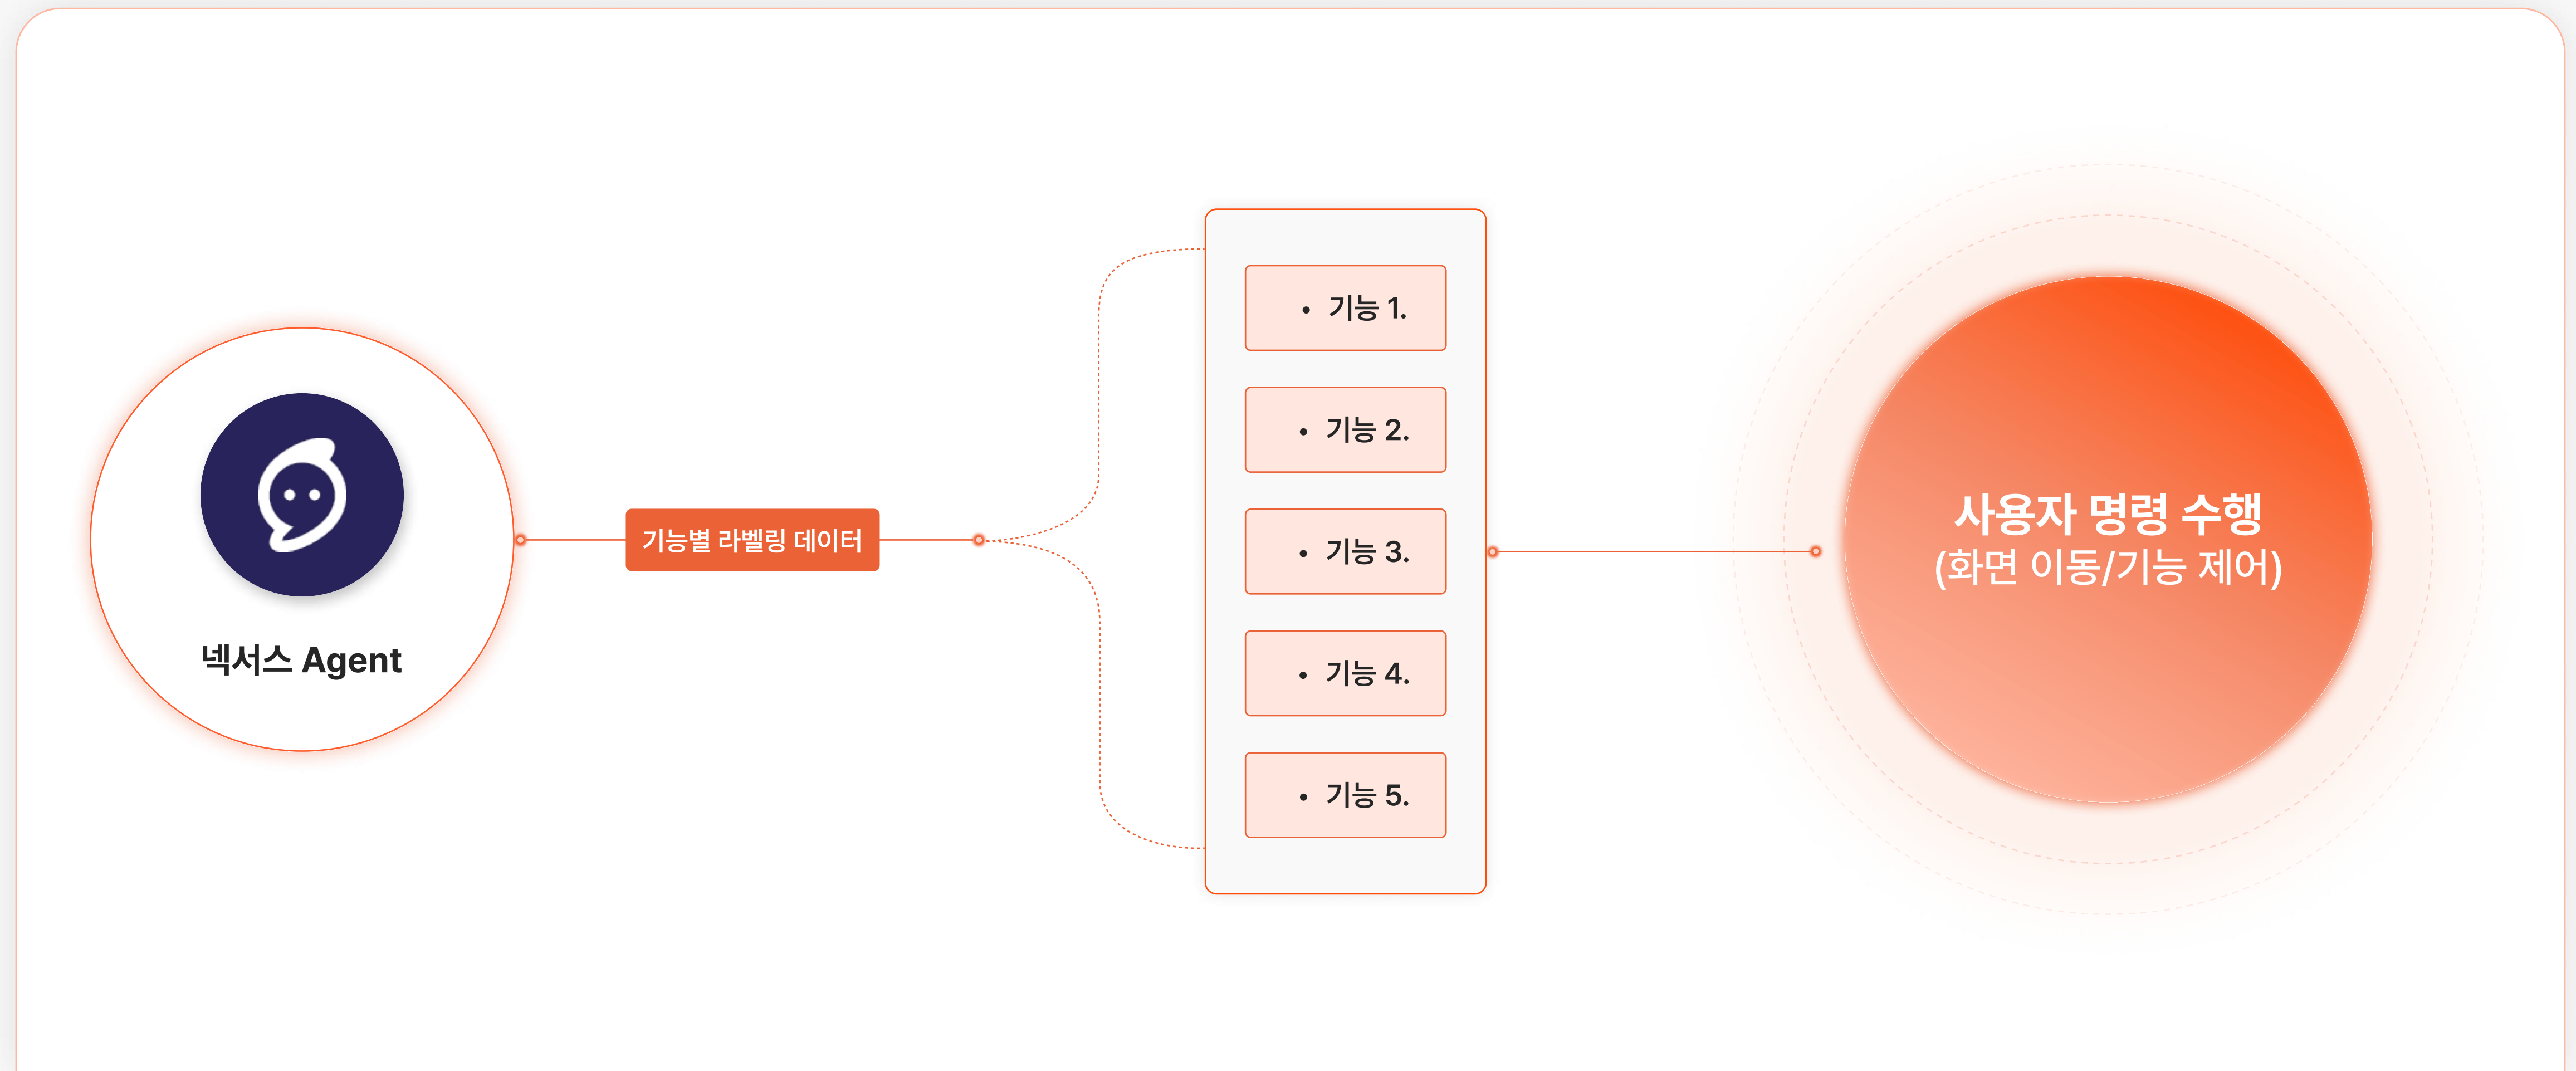 넥서스 Agent
기능별 라벨링 데이터
• 기능 1.
• 기능 2.
• 기능 3.
• 기능 4.
• 기능 5.
사용자 명령 수행
(화면 이동/기능 제어)